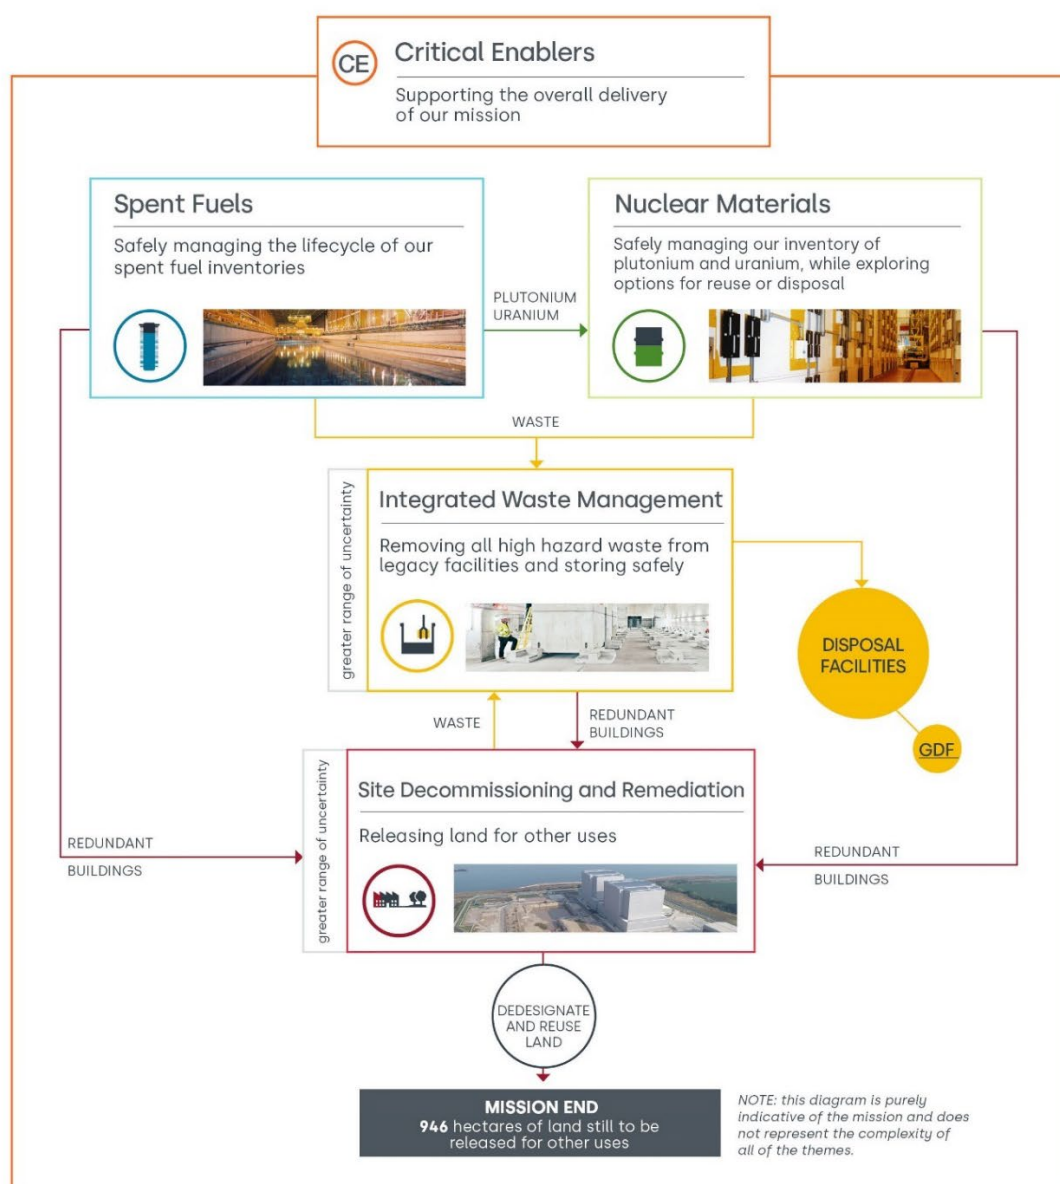 CE
Critical Enablers
Supporting the overall delivery
of our mission
Spent Fuels
Safely managing the lifecycle of our
spent fuel inventories
PLUTONIUM
URANIUM
Nuclear Materials
Safely managing our inventory of
plutonium and uranium, while exploring
options for reuse or disposal
WASTE
greater range of uncertainty
Integrated Waste Management
Removing all high hazard waste from
legacy facilities and storing safely
DISPOSAL
FACILITIES
GDF
WASTE
REDUNDANT
BUILDINGS
greater range of uncertainty
Site Decommissioning and Remediation
Releasing land for other uses
REDUNDANT
BUILDINGS
REDUNDANT
BUILDINGS
DEDESIGNATE
AND REUSE
LAND
MISSION END
946 hectares of land still to be
released for other uses
NOTE: this diagram is purely
indicative of the mission and does
not represent the complexity of
all of the themes.